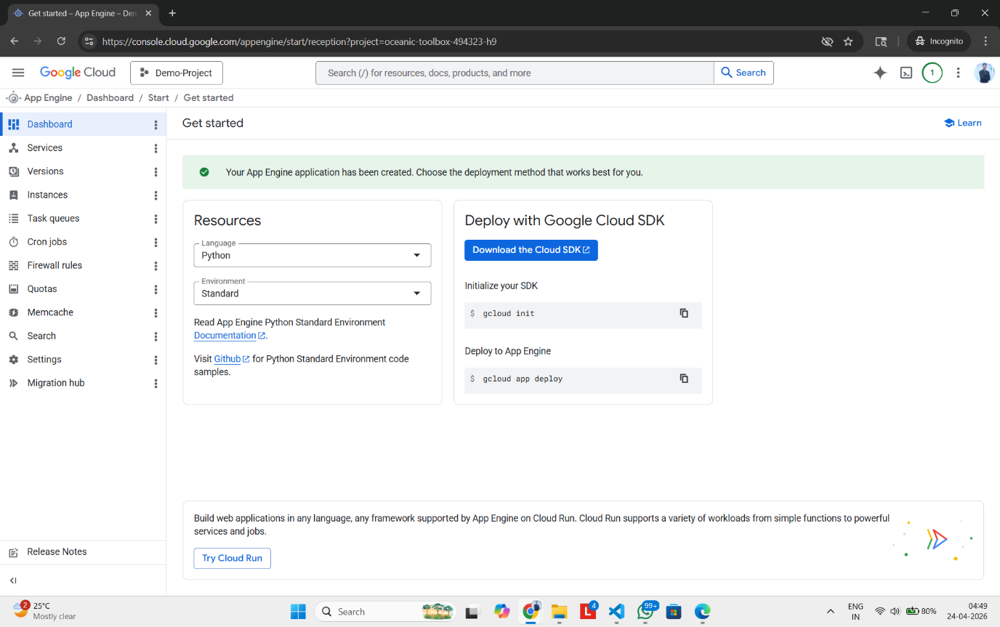 Get started – App Engine – Den
https://console.cloud.google.com/appengine/start/reception?project=oceanic-toolbox-494323-h9
Incognito
Google Cloud
Demo-Project
Search (/) for resources, docs, products, and more
Search
1
App Engine / Dashboard / Start / Get started
Dashboard
Services
Versions
Instances
Task queues
Cron jobs
Firewall rules
Quotas
Memcache
Search
Settings
Migration hub
Release Notes
Get started
Learn
Your App Engine application has been created. Choose the deployment method that works best for you.
Resources
Language
Python
Environment
Standard
Read App Engine Python Standard Environment
Documentation.
Visit Github for Python Standard Environment code
samples.
Deploy with Google Cloud SDK
Download the Cloud SDK
Initialize your SDK
$ gcloud init
Deploy to App Engine
$ gcloud app deploy
Build web applications in any language, any framework supported by App Engine on Cloud Run. Cloud Run supports a variety of workloads from simple functions to powerful
services and jobs.
Try Cloud Run
2
25°C
Mostly clear
Search
L
4
99+
ENG
IN
80%
04:49
24-04-2026